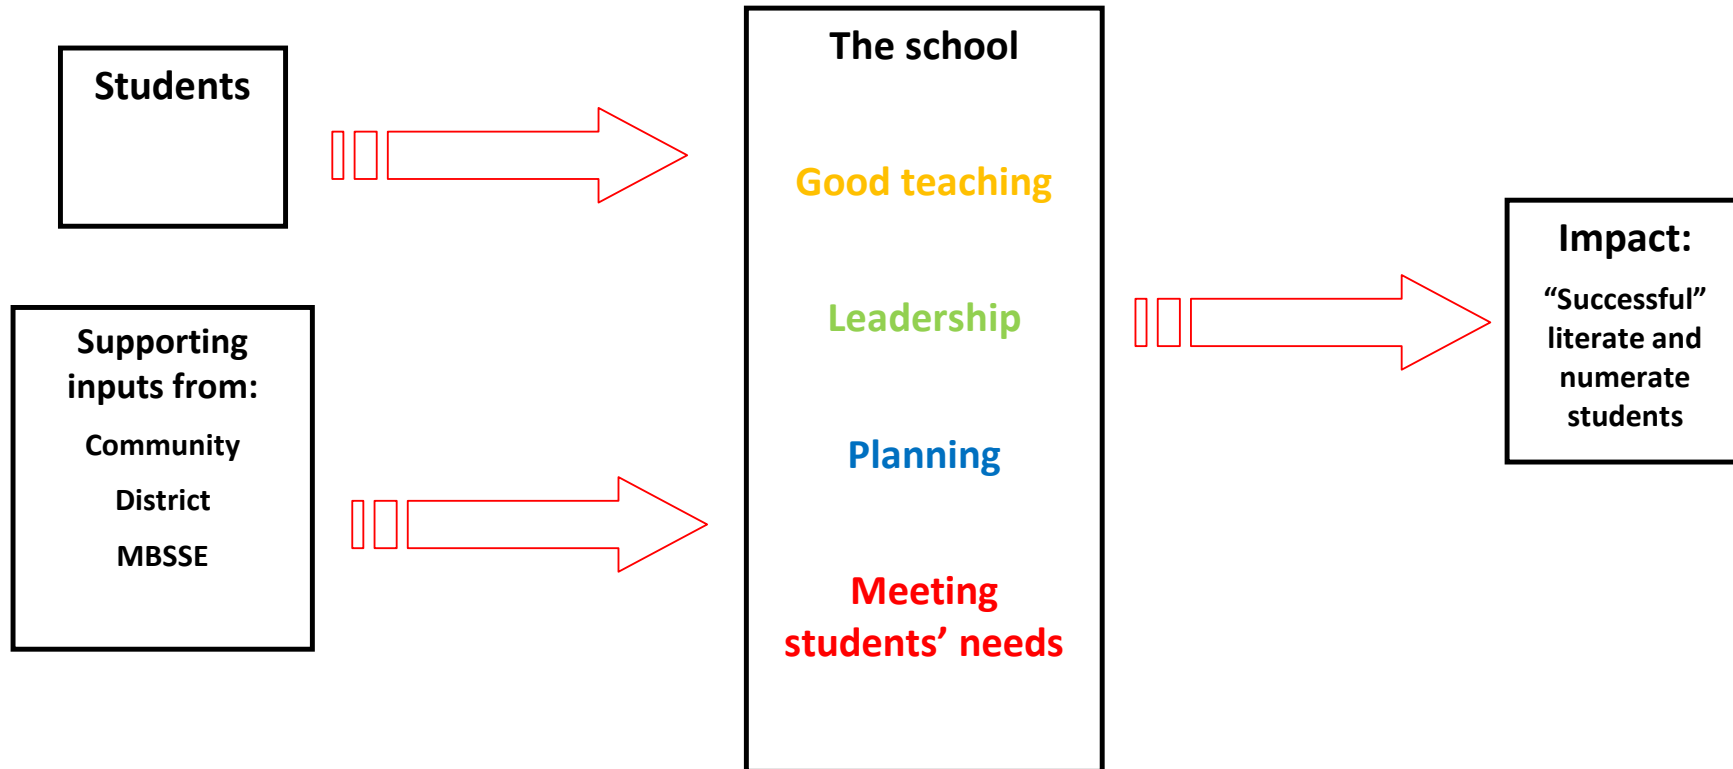 Students
Supporting
inputs from:
Community
District
MBSSE
The school
Good teaching
Leadership
Planning
Meeting
students’ needs
Impact:
“Successful”
literate and
numerate
students